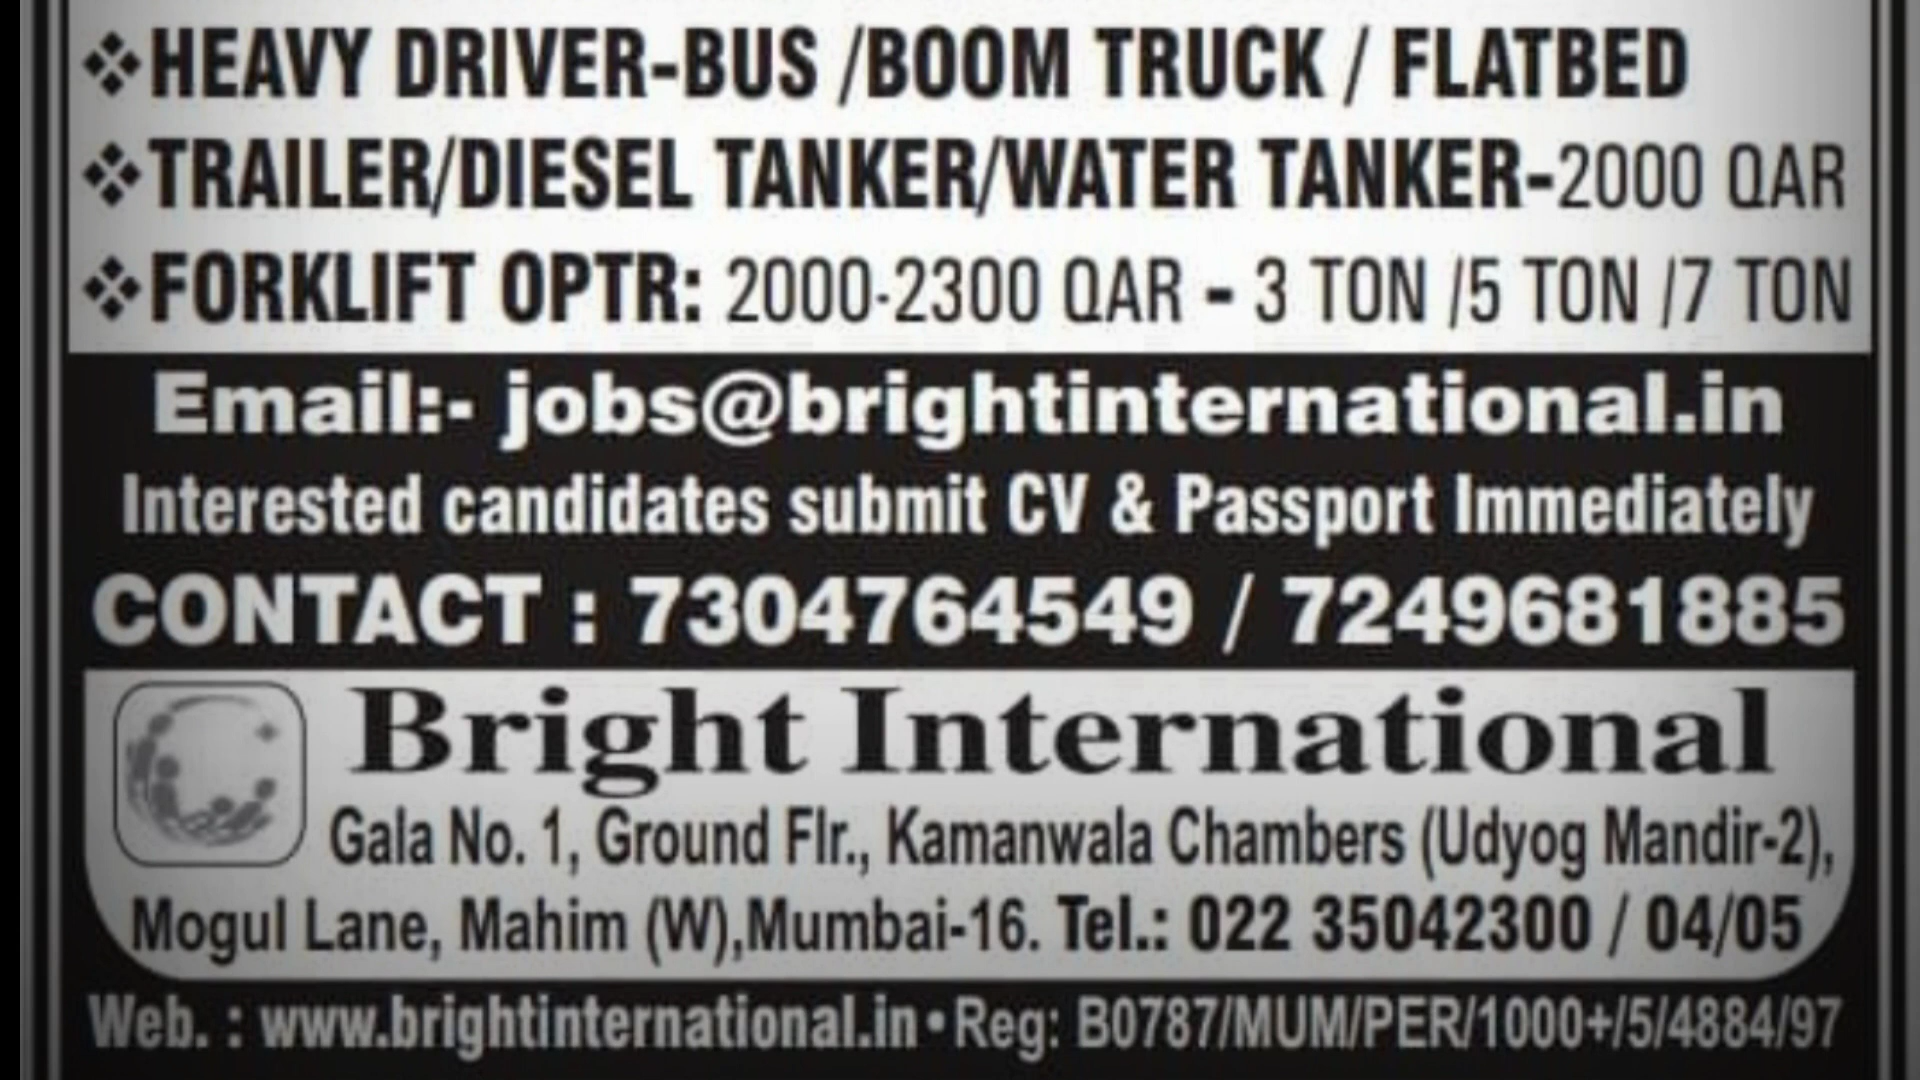 ❖HEAVY DRIVER-BUS /BOOM TRUCK / FLATBED
❖TRAILER/DIESEL TANKER/WATER TANKER-2000 QAR
❖FORKLIFT OPTR: 2000-2300 QAR - 3 TON /5 TON /7 TON
Email:- jobs@brightinternational.in
Interested candidates submit CV & Passport Immediately
CONTACT : 7304764549 / 7249681885
Bright International
Gala No. 1, Ground Flr., Kamanwala Chambers (Udyog Mandir-2),
Mogul Lane, Mahim (W),Mumbai-16. Tel.: 022 35042300 / 04/05
Web. : www.brightinternational.in•Reg: B0787/MUM/PER/1000+/5/4884/97